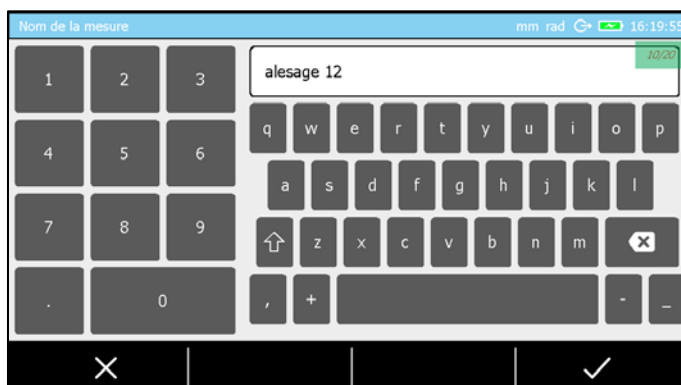 Nom de la mesure mm rad 16:19:55
10/20
alesage 12
1 2 3
4 5 6
7 8 9
. 0
q w e r t y u i o p
a s d f g h j k l
z x c v b n m
, + - _